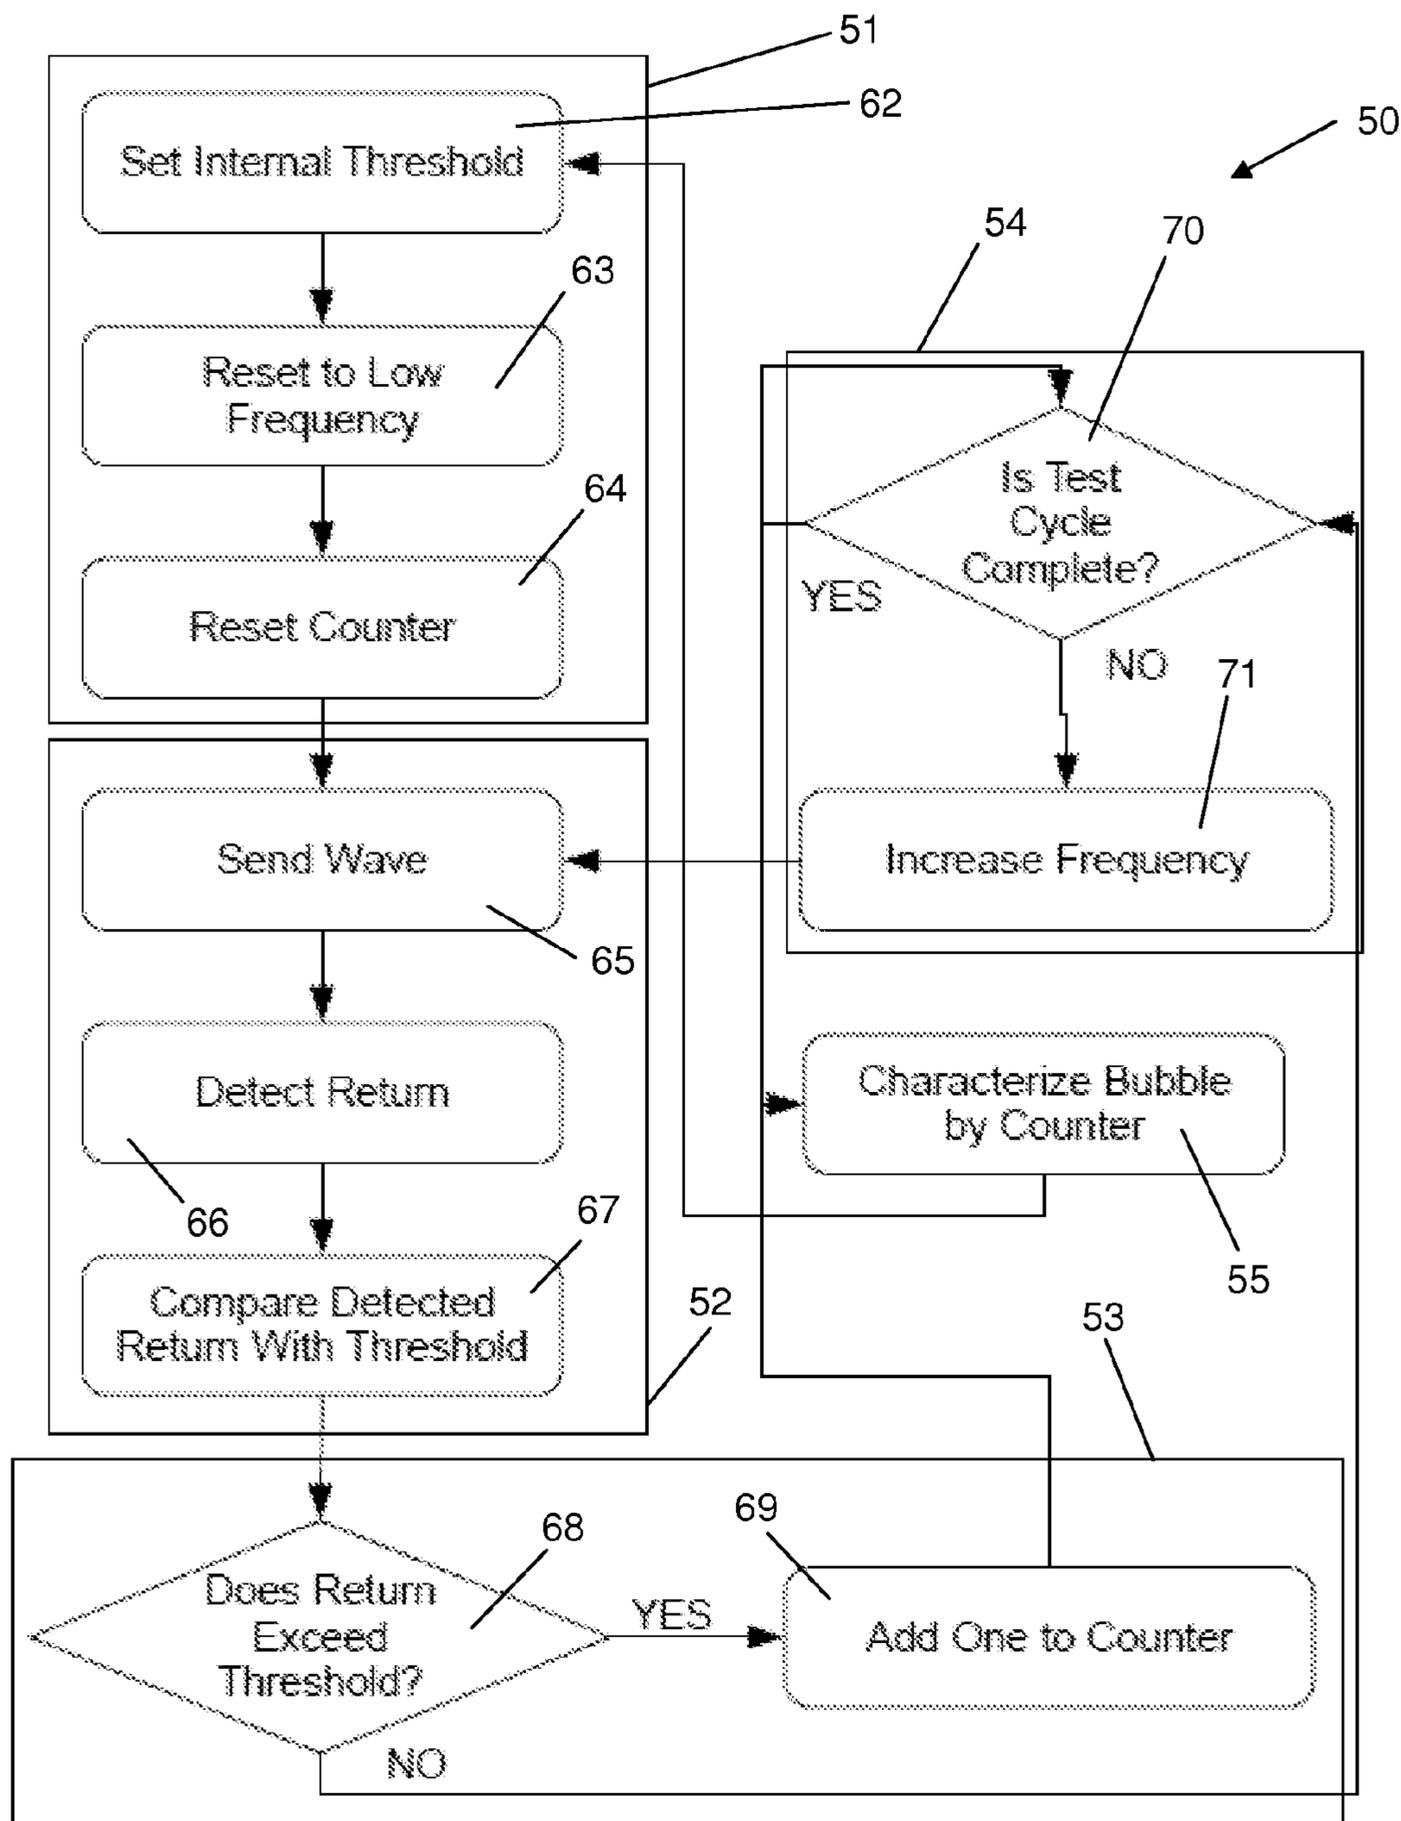 51
62
50
Set Internal Threshold
54
70
63
Reset to Low
Frequency
64
Is Test
Cycle
Complete?
YES
NO
Reset Counter
71
Send Wave
Increase Frequency
65
Detect Return
Characterize Bubble
by Counter
66
67
55
Compare Detected
Return With Threshold
52
53
69
68
Does Return
Exceed
Threshold?
YES
Add One to Counter
NO